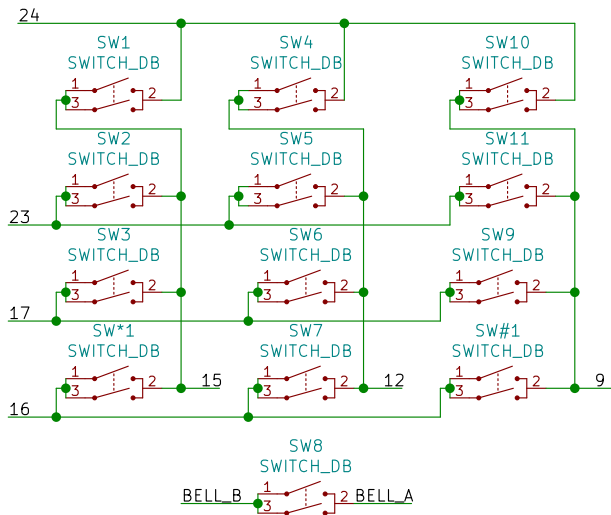 24
SW1 SW4 SW10
SWITCH_DB SWITCH_DB SWITCH_DB
1 1 1
2 2 2
3 3 3
SW2 SW5 SW11
SWITCH_DB SWITCH_DB SWITCH_DB
1 1 1
2 2 2
3 3 3
23
SW3 SW6 SW9
SWITCH_DB SWITCH_DB SWITCH_DB
1 1 1
2 2 2
3 3 3
17
SW*1 SW7 SW#1
SWITCH_DB SWITCH_DB SWITCH_DB
1 1 1
2 15 2 12 2 9
3 3 3
16
SW8
SWITCH_DB
1
BELL_B 2 BELL_A
3